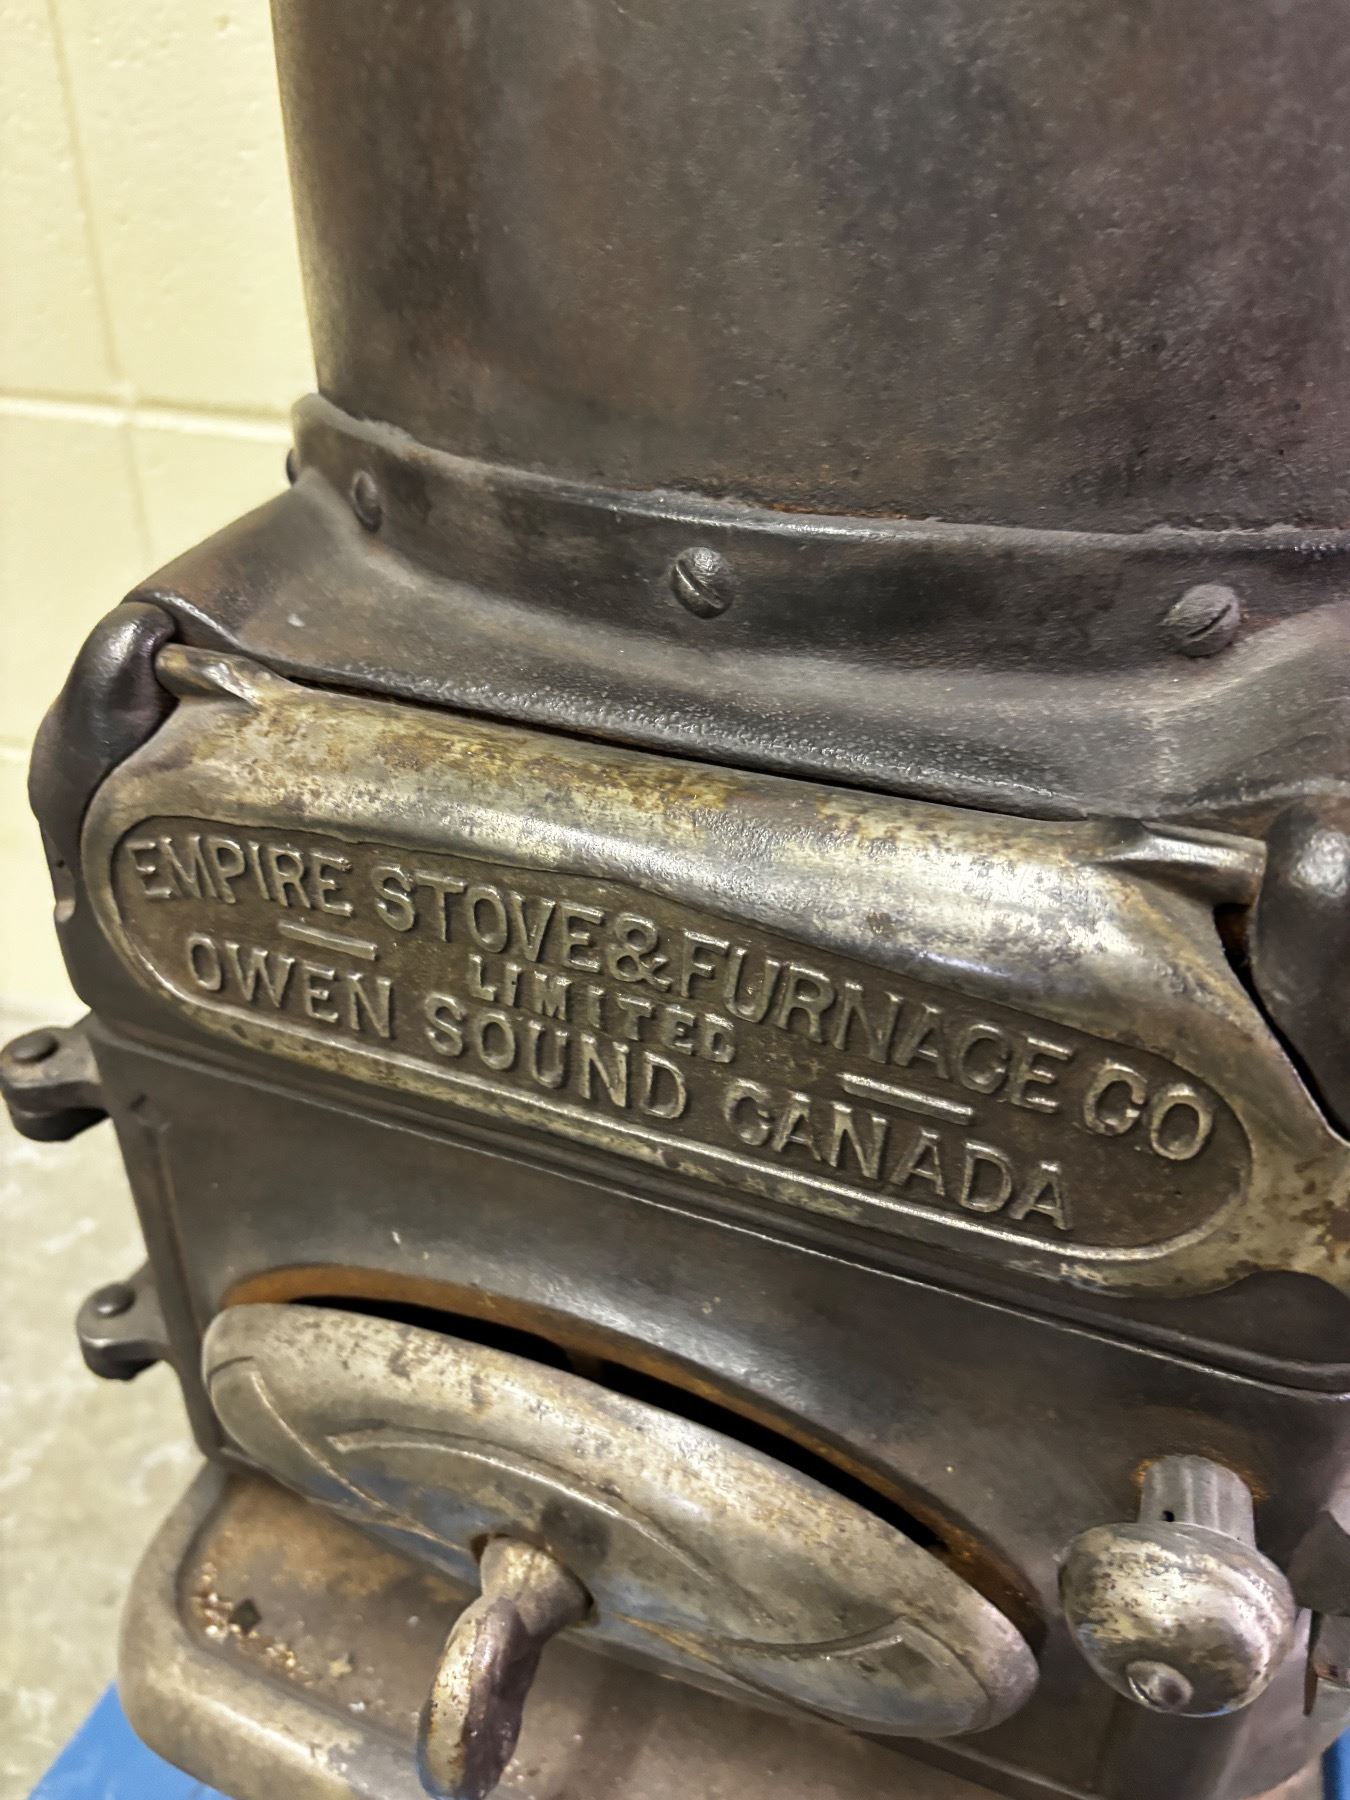 EMPIRE STOVE & FURNACE CO
LIMITED
OWEN SOUND CANADA